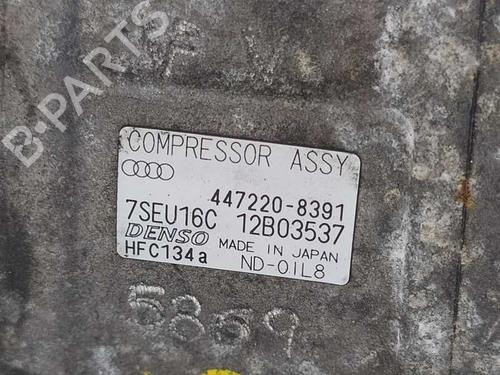 B-PARTS
COMPRESSOR ASSY
447220-8391
7SEU16C 12B03537
DENSO MADE IN JAPAN
HFC134a ND-OIL8
5869